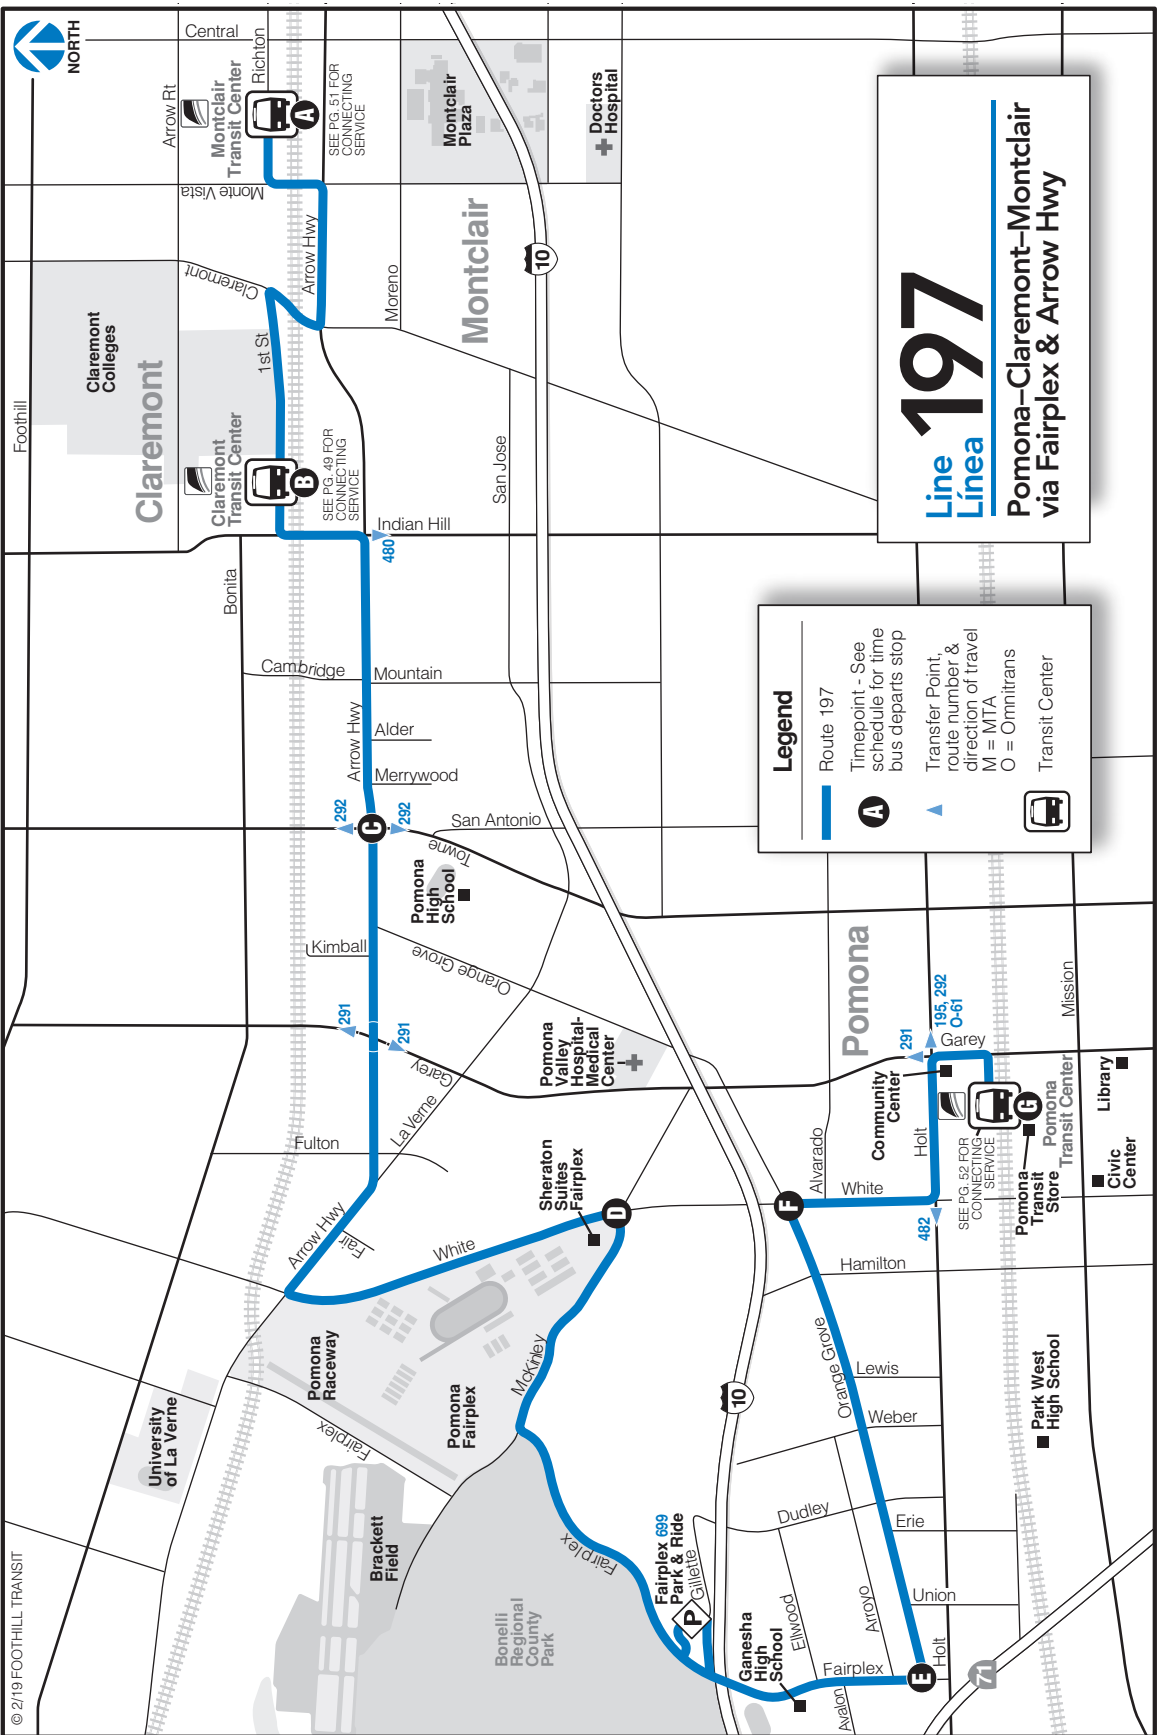 © 2/19 FOOTHILL TRANSIT
NORTH
Foothill
Central
Richton
Arrow Rt
Montclair
Transit Center
A
SEE PG. 51 FOR
CONNECTING
SERVICE
Monte Vista
Arrow Hwy
Claremont
Claremont
Colleges
Claremont
1st St
Claremont
Transit Center
B
SEE PG. 49 FOR
CONNECTING
SERVICE
Montclair
Plaza
Doctors
Hospital
Moreno
Montclair
10
San Jose
Indian Hill
480
Bonita
Cambridge
Mountain
Arrow Hwy
Alder
Merrywood
292
C
292
San Antonio
Towne
Pomona
High
School
Kimball
Orange Grove
291
291
Garey
La Verne
Fulton
Pomona
Valley
Hospital-
Medical
Center
Arrow Hwy
Fair
White
Sheraton
Suites
Fairplex
D
McKinley
Pomona
Raceway
Pomona
Fairplex
Fairplex
University
of La Verne
Brackett
Field
Bonelli
Regional
County
Park
Fairplex
Fairplex 699
Park & Ride
P
Gillette
10
Ganesha
High
School
Dudley
Ellwood
Arroyo
Fairplex
Avalon
E
Holt
71
Union
Erie
Weber
Lewis
Orange Grove
Hamilton
Park West
High School
F
Alvarado
White
482
Holt
Community
Center
Pomona
291
195, 292
O-61
Garey
Mission
SEE PG. 52 FOR
CONNECTING
SERVICE
G
Pomona
Transit Center
Pomona
Transit
Store
Library
Civic
Center
Legend
Route 197
A
Timepoint - See
schedule for time
bus departs stop
Transfer Point,
route number &
direction of travel
M = MTA
O = Omnitrans
Transit Center
Line
Línea
197
Pomona–Claremont–Montclair
via Fairplex & Arrow Hwy